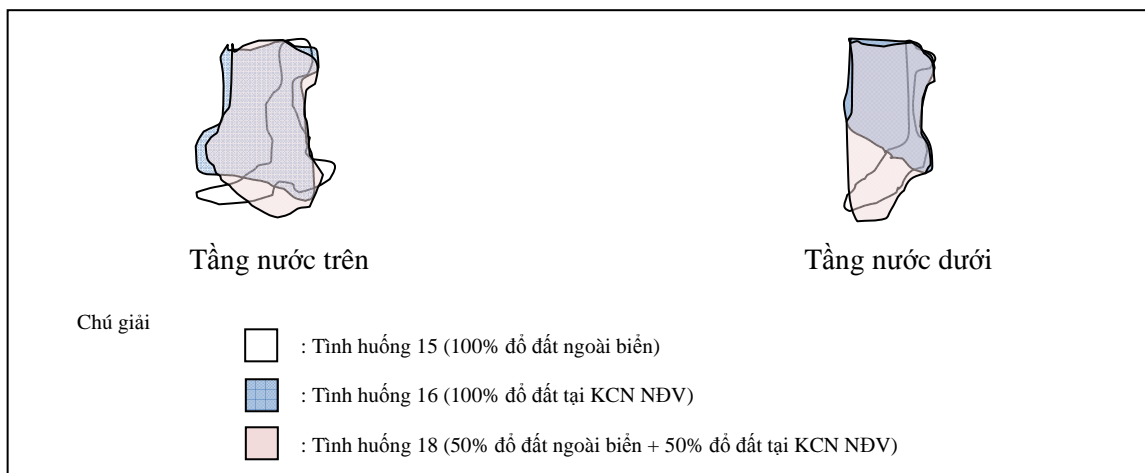 Tầng nước trên
Tầng nước dưới
Chú giải
: Tình huống 15 (100% đổ đất ngoài biển)
: Tình huống 16 (100% đổ đất tại KCN NĐV)
: Tình huống 18 (50% đổ đất ngoài biển + 50% đổ đất tại KCN NĐV)